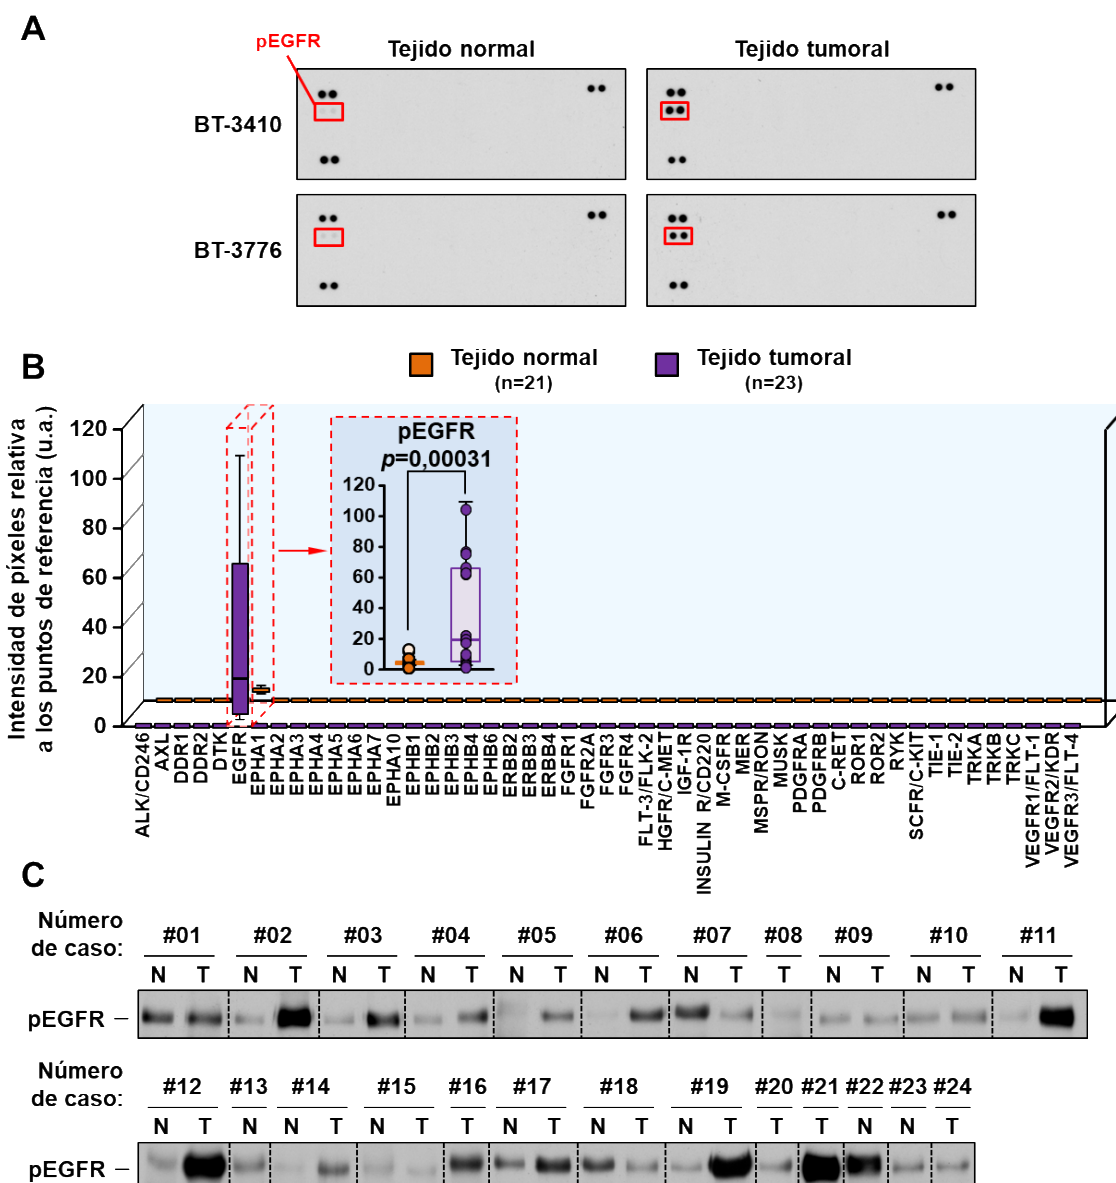 A
pEGFR
Tejido normal
Tejido tumoral
BT-3410
BT-3776
B
Tejido normal
(n=21)
Tejido tumoral
(n=23)
Intensidad de píxeles relativa
a los puntos de referencia (u.a.)
120
100
80
60
40
20
0
pEGFR
p=0,00031
120
100
80
60
40
20
0
ALK/CD246
AXL
DDR1
DDR2
DTK
EGFR
EPHA1
EPHA2
EPHA3
EPHA4
EPHA5
EPHA6
EPHA7
EPHA10
EPHB1
EPHB2
EPHB3
EPHB4
EPHB6
ERBB2
ERBB3
ERBB4
FGFR1
FGFR2A
FGFR3
FGFR4
FLT-3/FLK-2
HGFR/C-MET
IGF-1R
INSULIN R/CD220
M-CSFR
MER
MSPR/RON
MUSK
PDGFRA
PDGFRB
C-RET
ROR1
ROR2
RYK
SCFR/C-KIT
TIE-1
TIE-2
TRKA
TRKB
TRKC
VEGFR1/FLT-1
VEGFR2/KDR
VEGFR3/FLT-4
C
Número
de caso:
#01 #02 #03 #04 #05 #06 #07 #08 #09 #10 #11
N T N T N T N T N T N T N T T N T N T N T
pEGFR
Número
de caso:
#12 #13 #14 #15 #16 #17 #18 #19 #20 #21 #22 #23 #24
N T N N T N T T N T N T N T T T N N T
pEGFR